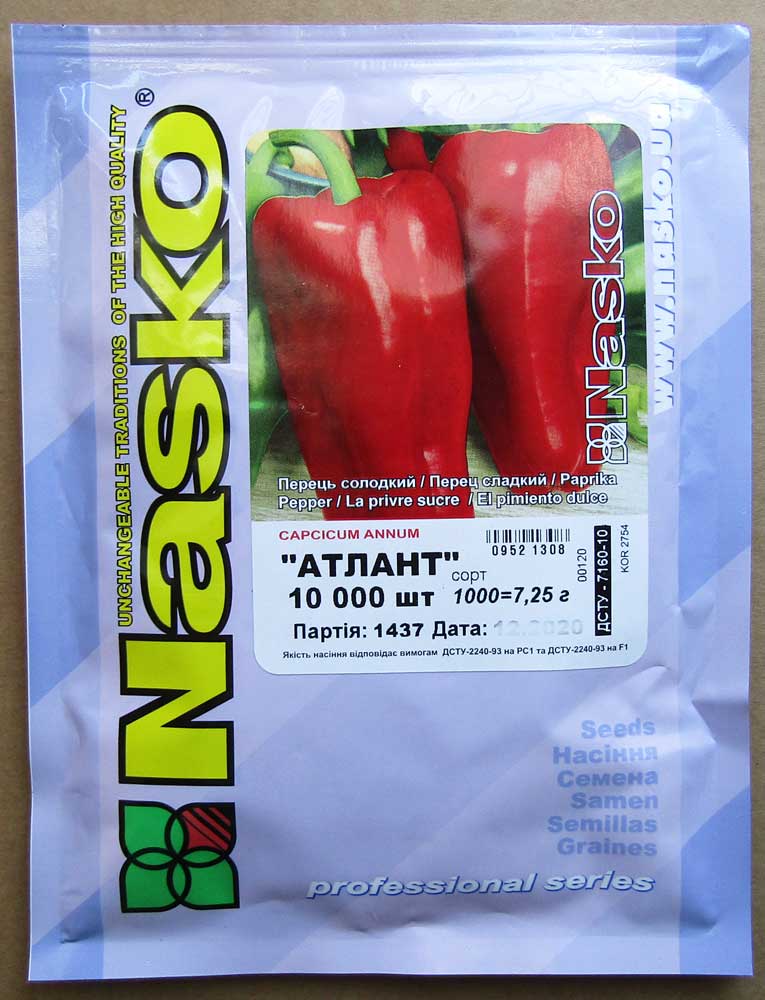 Nasko®
UNCHANGEABLE TRADITIONS OF THE HIGH QUALITY
www.nasko.ua
Nasko
Перець солодкий / Перец сладкий / Paprika
Pepper / La privre sucre / El pimiento dulce
CAPCICUM ANNUM
"АТЛАНТ" сорт
0952 1308
00120
ДСТУ - 7160-10
KOR 2754
10 000 шт 1000=7,25 г
Партія: 1437 Дата: 12.2020
Якість насіння відповідає вимогам ДСТУ-2240-93 на РС1 та ДСТУ-2240-93 на F1
Seeds
Насіння
Семена
Samen
Semillas
Graines
professional series